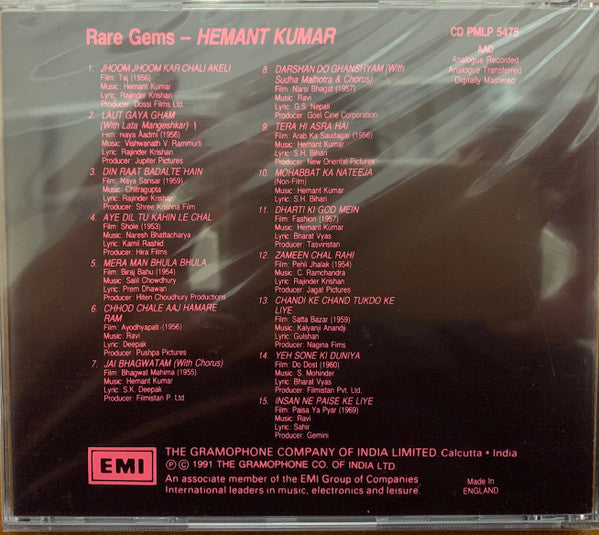 Rare Gems – HEMANT KUMAR
CD PMLP 5475
AAD
Analogue Recorded
Analogue Transferred
Digitally Mastered
1. JHOOM JHOOM KAR CHALI AKELI
Film: Taj (1956)
Music: Hemant Kumar
Lyric: Rajinder Krishan
Producer: Dossi Films Ltd.
2. LAUT GAYA GHAM
(With Lata Mangeshkar)
Film: Naya Aadmi (1956)
Music: Vishwanath V. Rammurti
Lyric: Rajinder Krishan
Producer: Jupiter Pictures
3. DIN RAAT BADALTE HAIN
Film: Naya Sansar (1959)
Music: Chitragupta
Lyric: Rajinder Krishan
Producer: Shree Krishna Film
4. AYE DIL TU KAHIN LE CHAL
Film: Shole (1953)
Music: Naresh Bhattacharya
Lyric: Kamil Rashid
Producer: Hira Films
5. MERA MAN BHULA BHULA
Film: Biraj Bahu (1954)
Music: Salil Chowdhury
Lyric: Prem Dhawan
Producer: Hiten Choudhury Productions
6. CHHOD CHALE AAJ HAMARE
RAM
Film: Ayodhyapati (1956)
Music: Ravi
Lyric: Deepak
Producer: Pushpa Pictures
7. JAI BHAGWATAM (With Chorus)
Film: Bhagwat Mahima (1955)
Music: Hemant Kumar
Lyric: S.K. Deepak
Producer: Filmistan P. Ltd.
8. DARSHAN DO GHANSHYAM (With
Sudha Malhotra & Chorus)
Film: Narsi Bhagat (1957)
Music: Ravi
Lyric: G.S. Nepali
Producer: Goel Cine Corporation
9. TERA HI ASRA HAI
Film: Arab Ka Saudagar (1956)
Music: Hemant Kumar
Lyric: S.H. Bihari
Producer: New Oriental Pictures
10. MOHABBAT KA NATEEJA
(Non-Film)
Music: Hemant Kumar
Lyric: S.H. Bihari
11. DHARTI KI GOD MEIN
Film: Fashion (1957)
Music: Hemant Kumar
Lyric: Bharat Vyas
Producer: Tasviristan
12. ZAMEEN CHAL RAHI
Film: Pehli Jhalak (1954)
Music: C. Ramchandra
Lyric: Rajinder Krishan
Producer: Jagat Pictures
13. CHANDI KE CHAND TUKDO KE
LIYE
Film: Satta Bazar (1959)
Music: Kalyanji Anandji
Lyric: Gulshan
Producer: Nagina Fims
14. YEH SONE KI DUNIYA
Film: Do Dost (1960)
Music: S. Mohinder
Lyric: Bharat Vyas
Producer: Filmistan Pvt. Ltd.
15. INSAN NE PAISE KE LIYE
Film: Paisa Ya Pyar (1969)
Music: Ravi
Lyric: Sahir
Producer: Gemini
EMI
THE GRAMOPHONE COMPANY OF INDIA LIMITED. Calcutta • India
Ⓟ © 1991 THE GRAMOPHONE CO. OF INDIA LTD.
An associate member of the EMI Group of Companies
International leaders in music, electronics and leisure.
Made in
ENGLAND